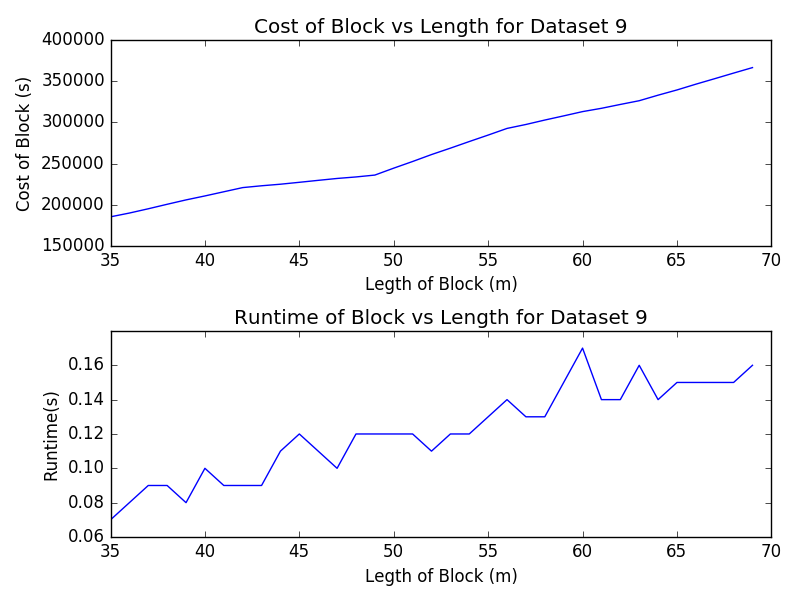 Cost of Block vs Length for Dataset 9
400000
350000
300000
250000
200000
150000
Cost of Block (s)
35 40 45 50 55 60 65 70
Legth of Block (m)
Runtime of Block vs Length for Dataset 9
0.16
0.14
0.12
0.10
0.08
0.06
Runtime(s)
35 40 45 50 55 60 65 70
Legth of Block (m)